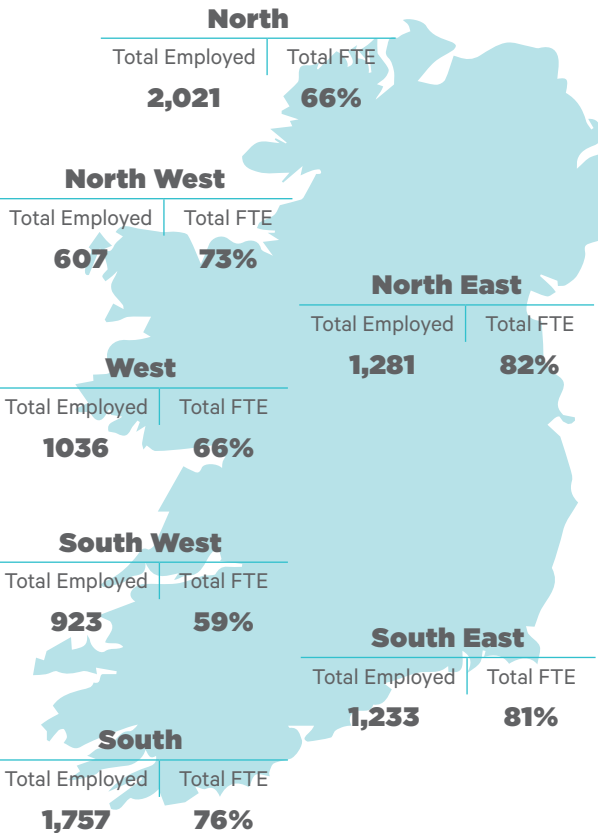 North
Total Employed Total FTE
2,021 66%
North West
Total Employed Total FTE
607 73%
North East
Total Employed Total FTE
1,281 82%
West
Total Employed Total FTE
1036 66%
South West
Total Employed Total FTE
923 59%
South East
Total Employed Total FTE
1,233 81%
South
Total Employed Total FTE
1,757 76%